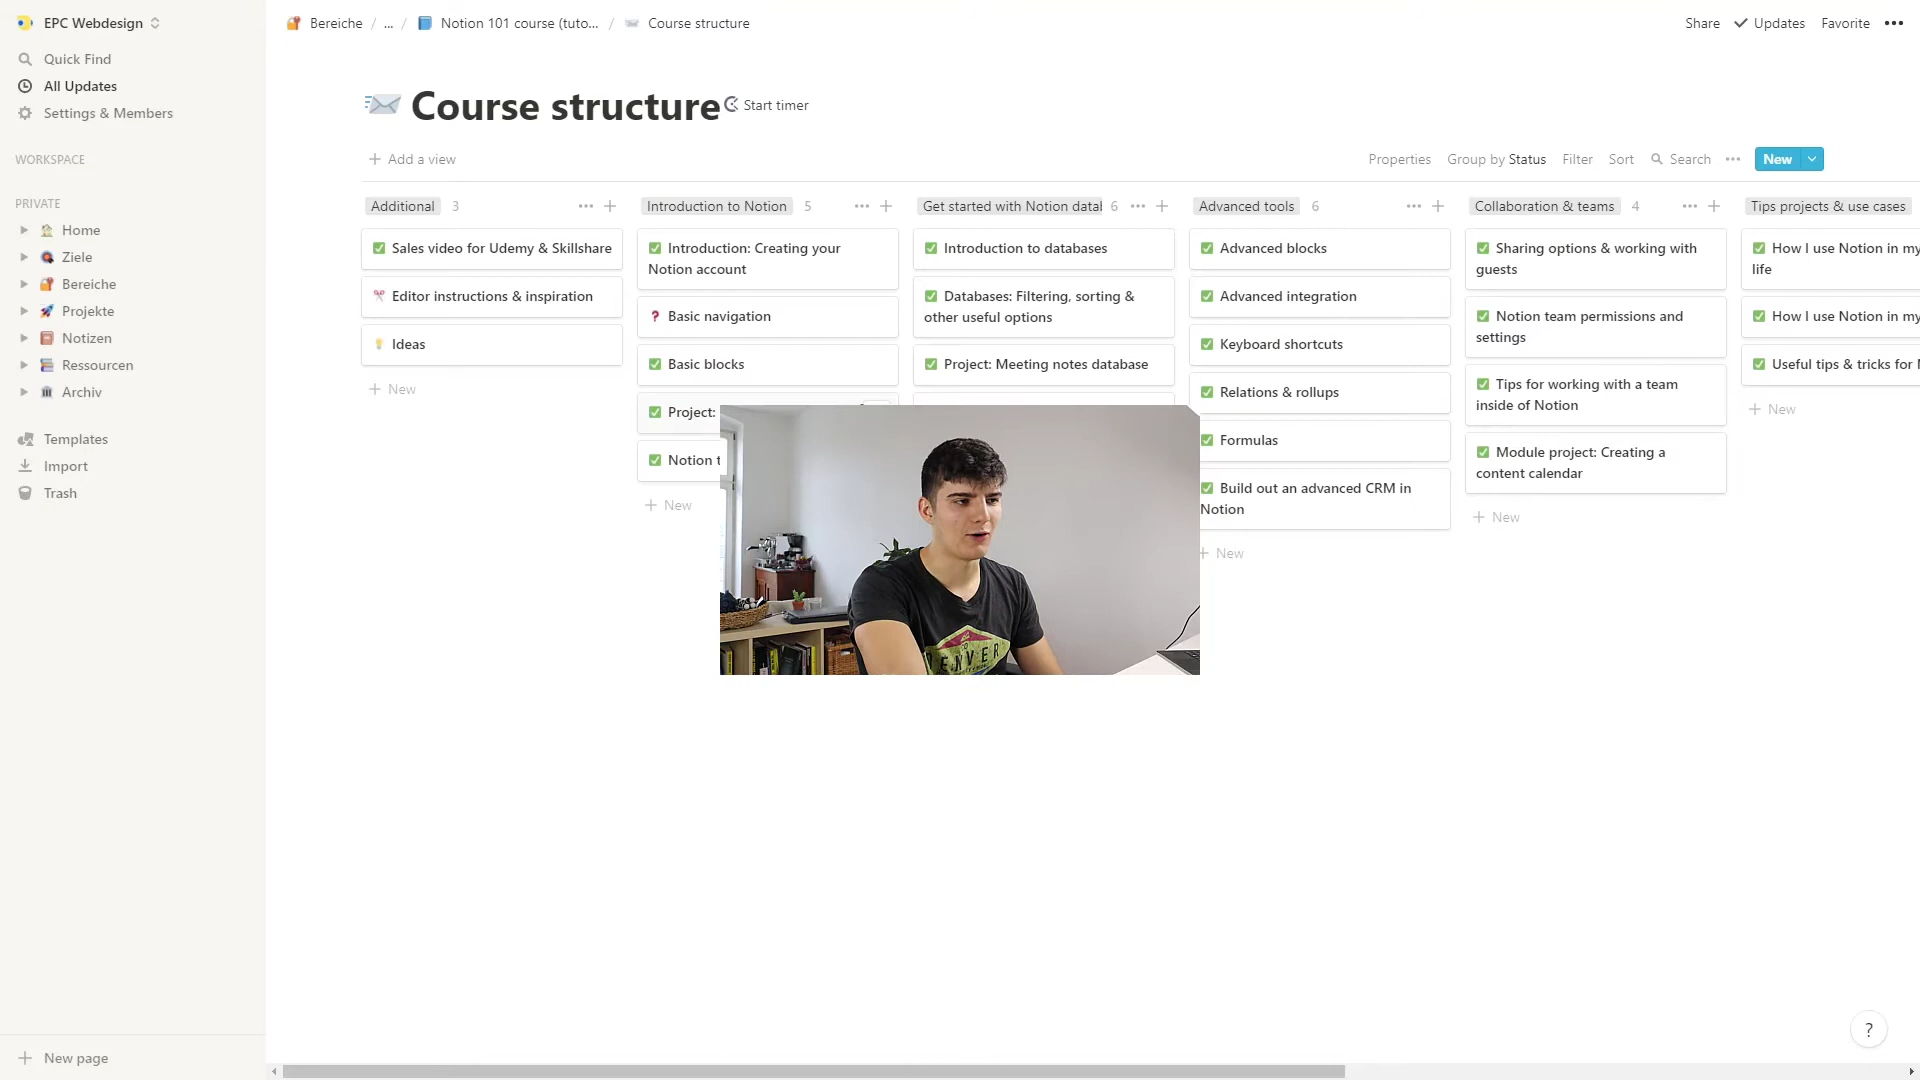 EPC Webdesign
Quick Find
All Updates
Settings & Members
WORKSPACE
PRIVATE
Home
Ziele
Bereiche
Projekte
Notizen
Ressourcen
Archiv
Templates
Import
Trash
New page
Bereiche / ... / Notion 101 course (tuto... / Course structure
Share Updates Favorite
Course structure Start timer
Add a view
Properties Group by Status Filter Sort Search New
Additional 3
Sales video for Udemy & Skillshare
Editor instructions & inspiration
Ideas
New
Introduction to Notion 5
Introduction: Creating your
Notion account
Basic navigation
Basic blocks
Project:
Notion t
New
Get started with Notion datal 6
Introduction to databases
Databases: Filtering, sorting &
other useful options
Project: Meeting notes database
Advanced tools 6
Advanced blocks
Advanced integration
Keyboard shortcuts
Relations & rollups
Formulas
Build out an advanced CRM in
Notion
New
Collaboration & teams 4
Sharing options & working with
guests
Notion team permissions and
settings
Tips for working with a team
inside of Notion
Module project: Creating a
content calendar
New
Tips projects & use cases
How I use Notion in my
life
How I use Notion in my
Useful tips & tricks for
New
ENVER
?